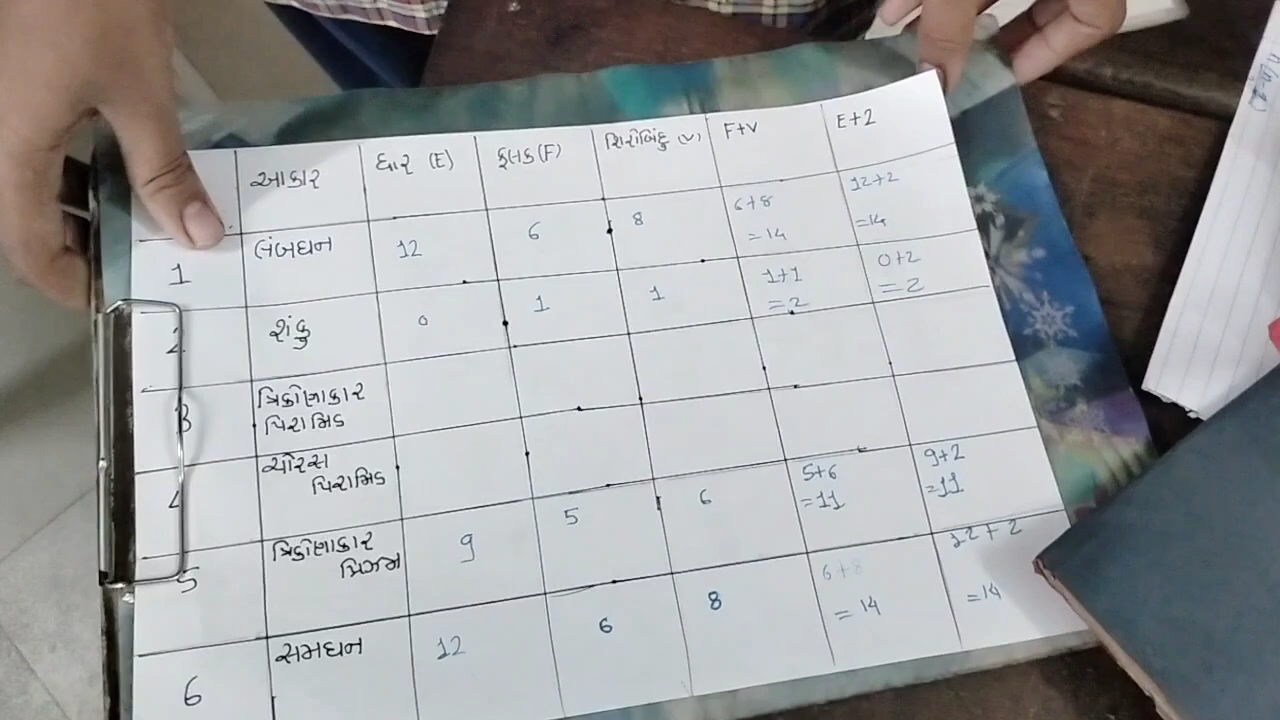 આકાર ધાર (E) ફલક(F) શિરોબિંદુ (v) F+V E+2
1 લંબઘન 12 6 8 6+8 =14 12+2 =14
2 શંકુ 0 1 1 1+1 =2 0+2 =2
3 ત્રિકોણાકાર
પિરામિડ
4 ચોરસ
પિરામિડ
5 ત્રિકોણાકાર
પ્રિઝમ 9 5 6 5+6 =11 9+2 =11
6 સમઘન 12 6 8 6+8 =14 12+2 =14